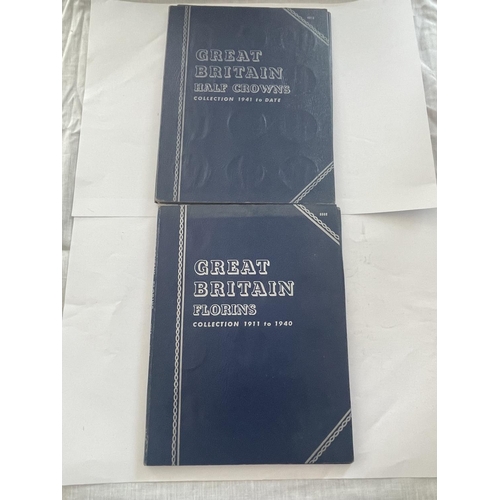 GREAT
BRITAIN
HALF CROWNS
COLLECTION 1941 to DATE
GREAT
BRITAIN
FLORINS
COLLECTION 1911 to 1940